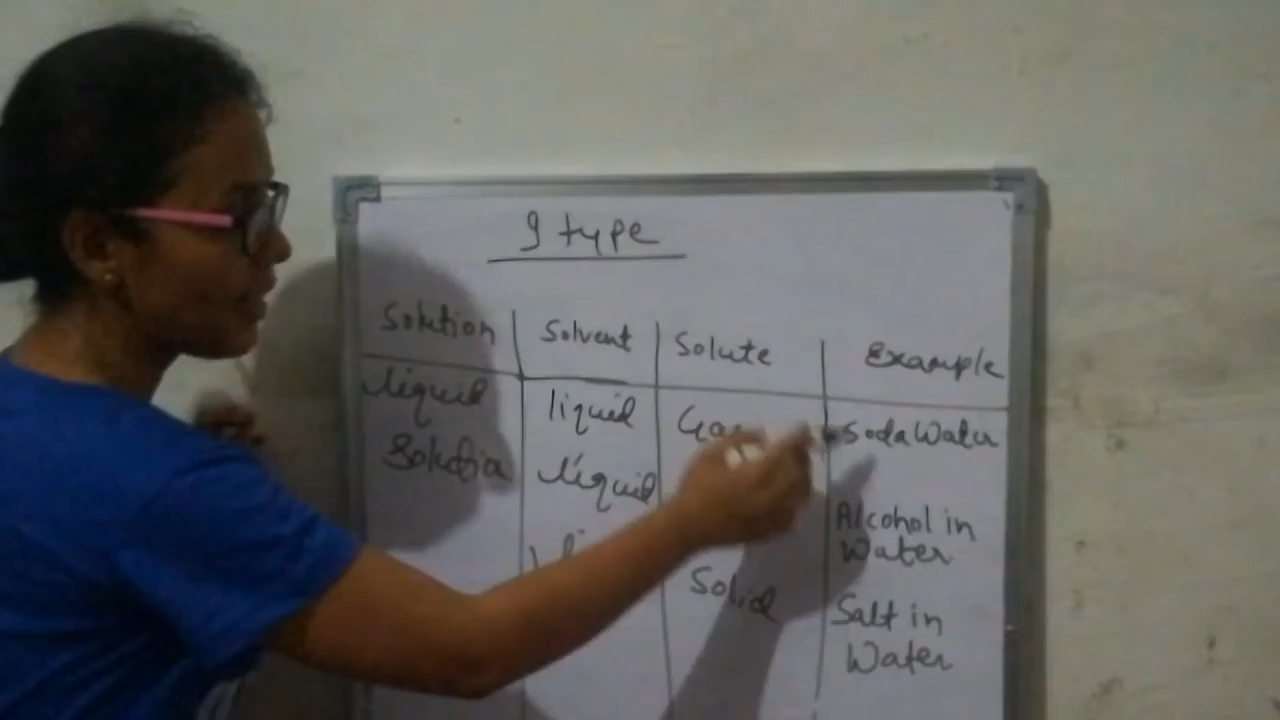 9 type
Solution Solvent Solute Example
liquid liquid Soda Water
Solution liquid
Alcohol in
Water
Solid
Salt in
Water